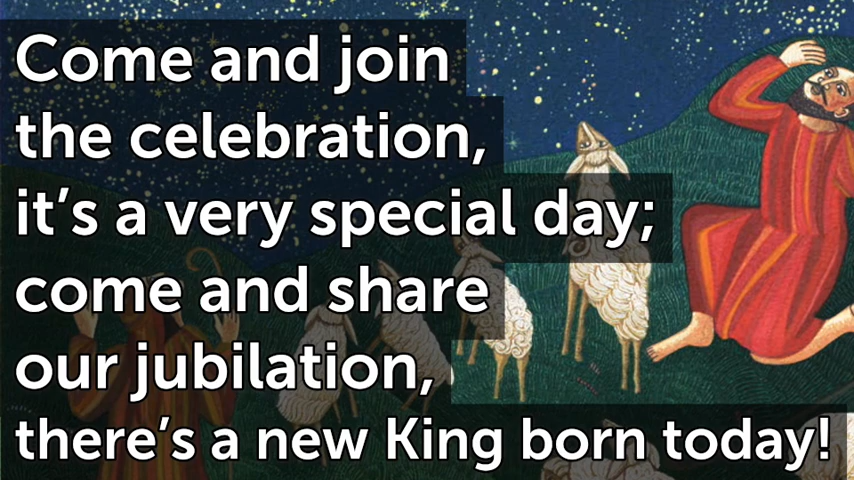 Come and join
the celebration,
it’s a very special day;
come and share
our jubilation,
there’s a new King born today!